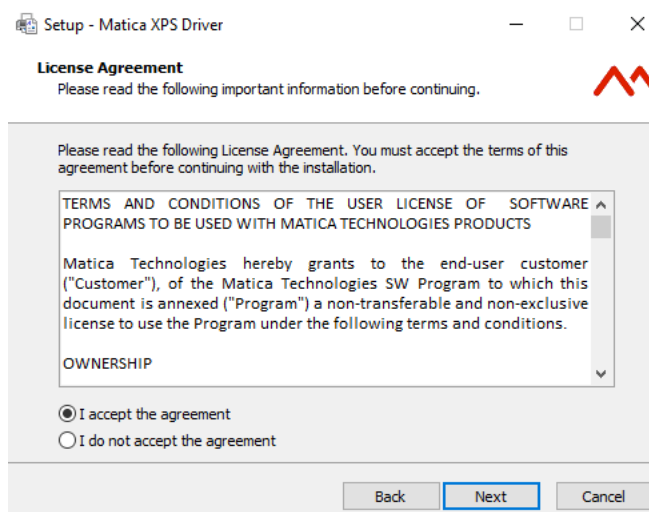 Setup - Matica XPS Driver
License Agreement
Please read the following important information before continuing.
Please read the following License Agreement. You must accept the terms of this
agreement before continuing with the installation.
TERMS AND CONDITIONS OF THE USER LICENSE OF SOFTWARE
PROGRAMS TO BE USED WITH MATICA TECHNOLOGIES PRODUCTS
Matica Technologies hereby grants to the end-user customer
("Customer"), of the Matica Technologies SW Program to which this
document is annexed ("Program") a non-transferable and non-exclusive
license to use the Program under the following terms and conditions.
OWNERSHIP
I accept the agreement
I do not accept the agreement
Back Next Cancel